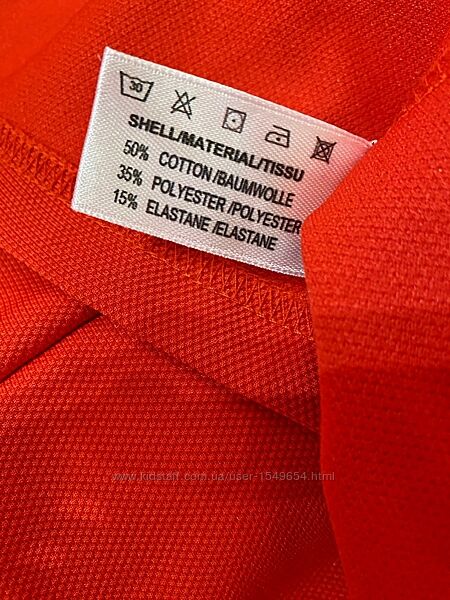 30
SHELL/MATERIAL/TISSU
50% COTTON/BAUMWOLLE
35% POLYESTER/POLYESTER
15% ELASTANE/ELASTANE
www.kidstaff.com.ua/user-1549654.html